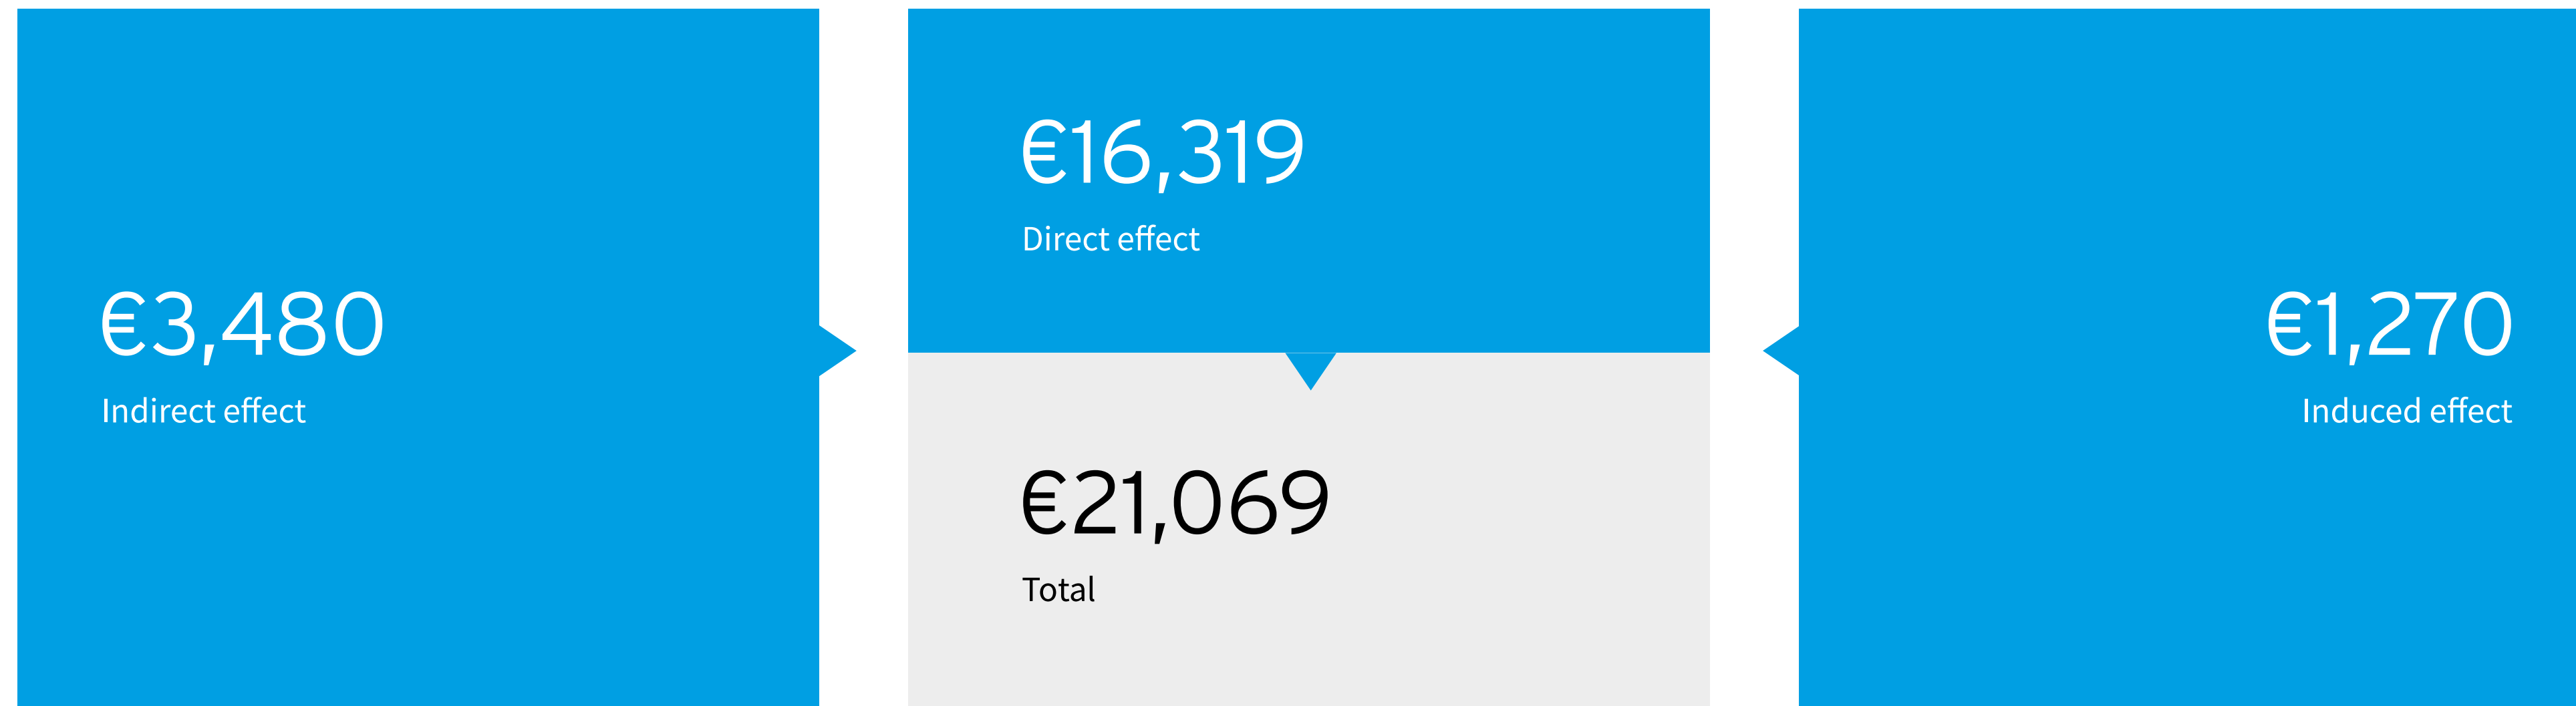 €3,480
Indirect effect
€16,319
Direct effect
€21,069
Total
€1,270
Induced effect